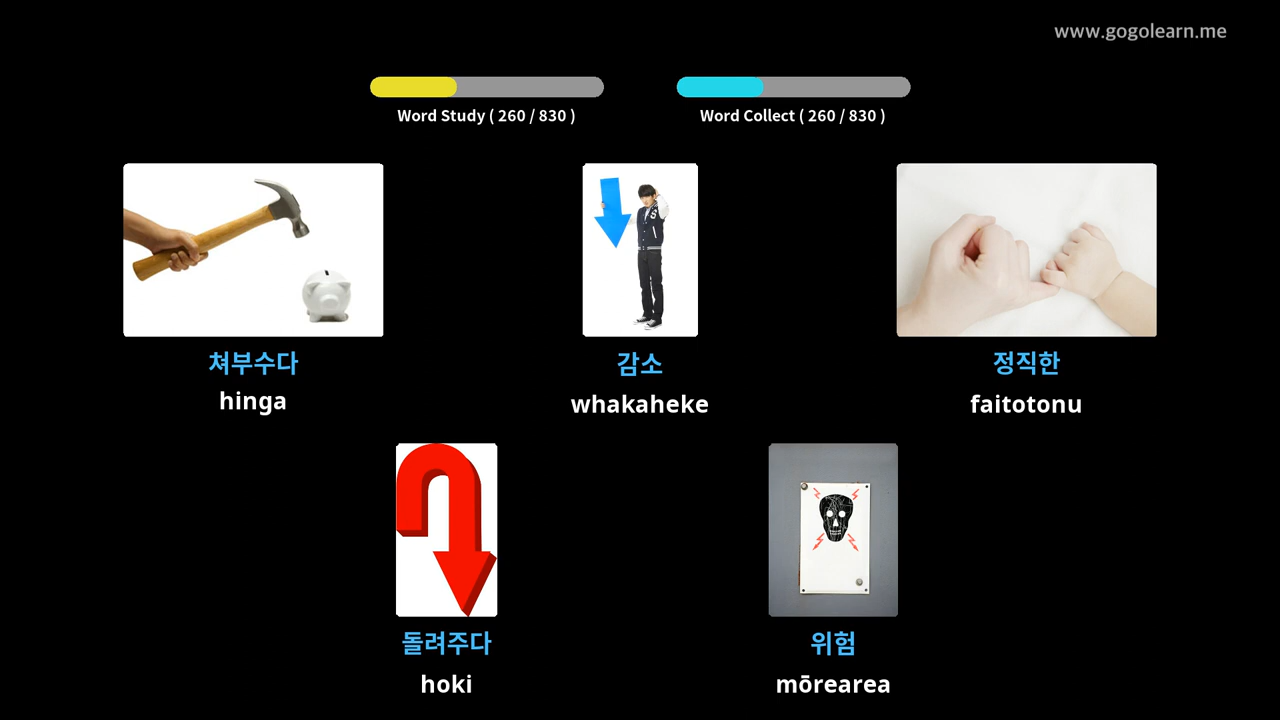 www.gogolearn.me
Word Study ( 260 / 830 )
Word Collect ( 260 / 830 )
쳐부수다
hinga
감소
whakaheke
정직한
faitotonu
돌려주다
hoki
위험
mōrearea